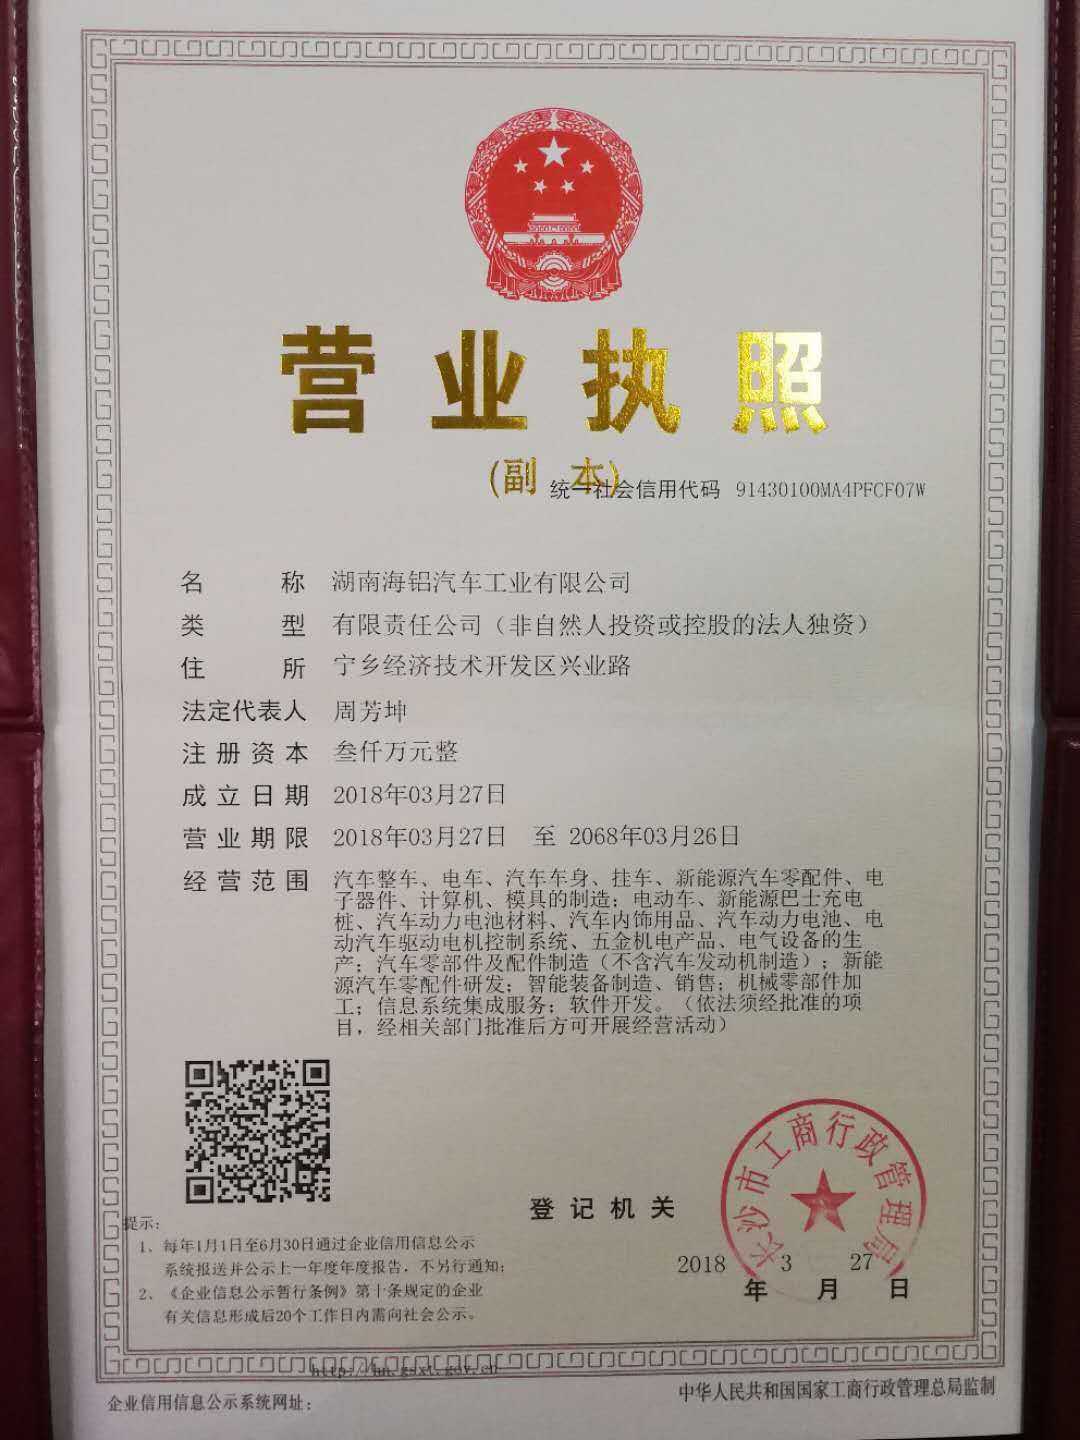 营业执照
(副 本)
统一社会信用代码 91430100MA4PFCF07W
名 称 湖南海铝汽车工业有限公司
类 型 有限责任公司（非自然人投资或控股的法人独资）
住 所 宁乡经济技术开发区兴业路
法定代表人 周芳坤
注册资本 叁仟万元整
成立日期 2018年03月27日
营业期限 2018年03月27日 至 2068年03月26日
经营范围 汽车整车、电车、汽车车身、挂车、新能源汽车零配件、电
子器件、计算机、模具的制造；电动车、新能源巴士充电
桩、汽车动力电池材料、汽车内饰用品、汽车动力电池、电
动汽车驱动电机控制系统、五金机电产品、电气设备的生
产；汽车零部件及配件制造（不含汽车发动机制造）；新能
源汽车零配件研发；智能装备制造、销售；机械零部件加
工；信息系统集成服务；软件开发。（依法须经批准的项
目，经相关部门批准后方可开展经营活动）
长沙市工商行政管理局
登记机关
2018 3 27
年 月 日
提示：
1、每年1月1日至6月30日通过企业信用信息公示
系统报送并公示上一年度年度报告，不另行通知；
2、《企业信息公示暂行条例》第十条规定的企业
有关信息形成后20个工作日内需向社会公示。
http://hn.gsxt.gov.cn
企业信用信息公示系统网址：
中华人民共和国国家工商行政管理总局监制